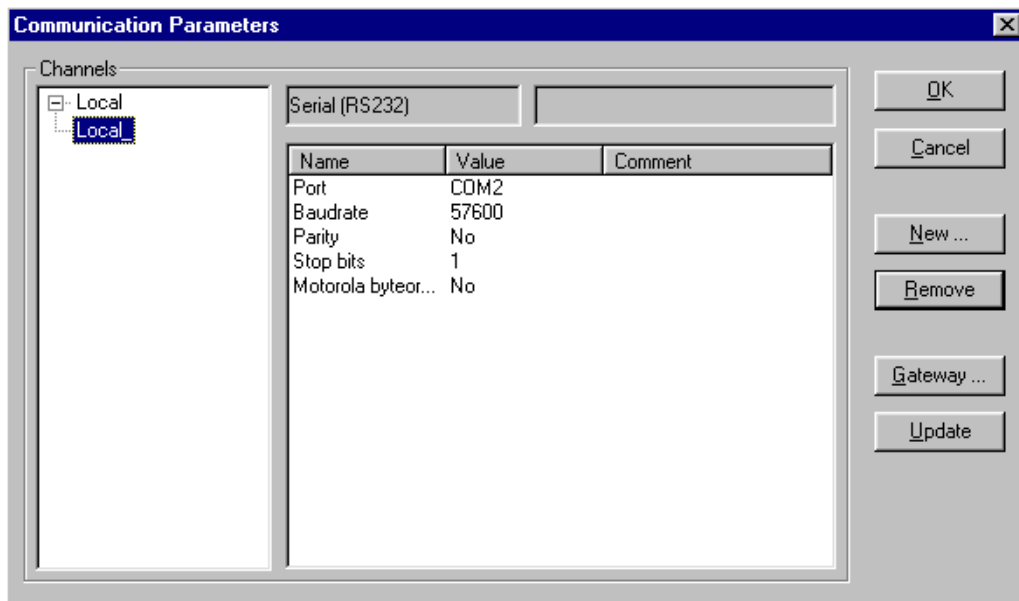 Communication Parameters
Channels
Local
Local_
Serial (RS232)
Name Value Comment
Port COM2
Baudrate 57600
Parity No
Stop bits 1
Motorola byteor... No
OK
Cancel
New ...
Remove
Gateway ...
Update